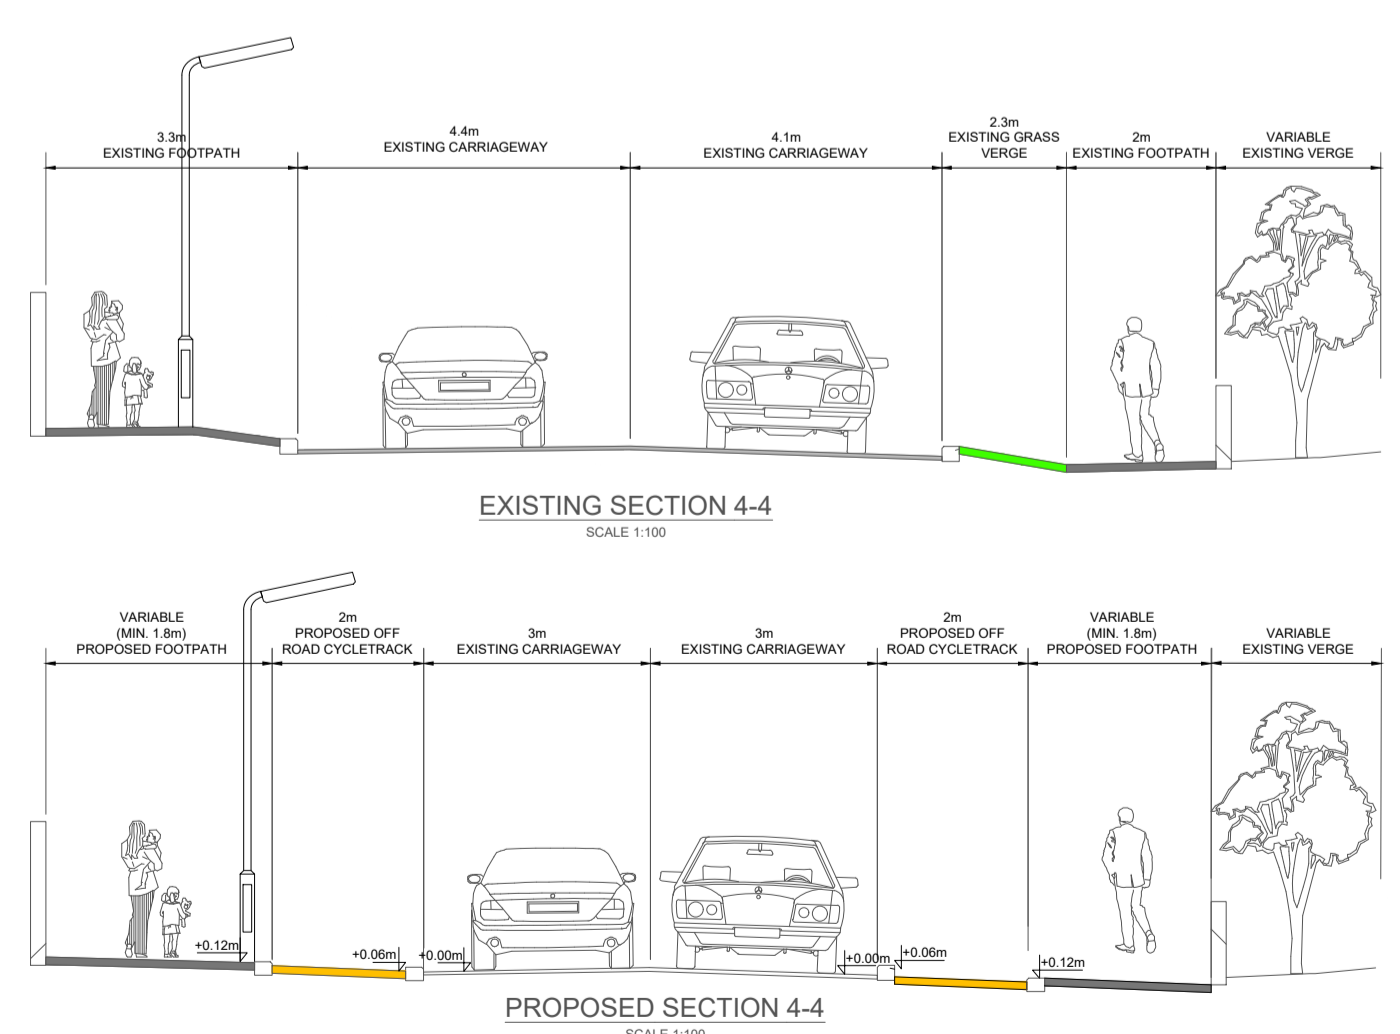 3.3m
EXISTING FOOTPATH
4.4m
EXISTING CARRIAGEWAY
4.1m
EXISTING CARRIAGEWAY
2.3m
EXISTING GRASS
VERGE
2m
EXISTING FOOTPATH
VARIABLE
EXISTING VERGE
EXISTING SECTION 4-4
SCALE 1:100
VARIABLE
(MIN. 1.8m)
PROPOSED FOOTPATH
2m
PROPOSED OFF
ROAD CYCLETRACK
3m
EXISTING CARRIAGEWAY
3m
EXISTING CARRIAGEWAY
2m
PROPOSED OFF
ROAD CYCLETRACK
VARIABLE
(MIN. 1.8m)
PROPOSED FOOTPATH
VARIABLE
EXISTING VERGE
+0.12m
+0.06m
+0.00m
+0.00m
+0.06m
+0.12m
PROPOSED SECTION 4-4
SCALE 1:100